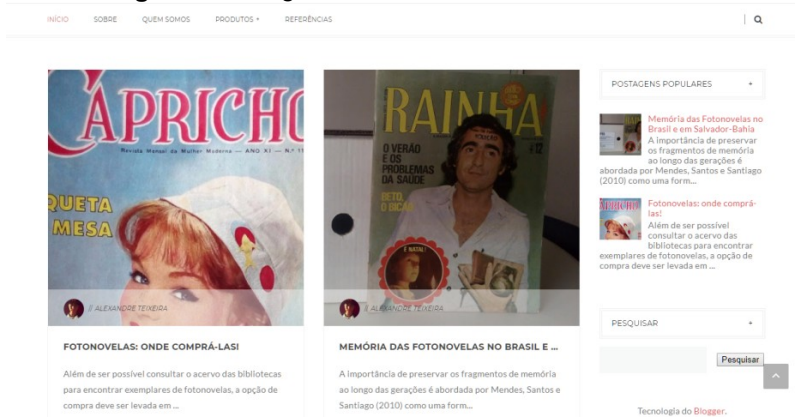 INÍCIO SOBRE QUEM SOMOS PRODUTOS REFERÊNCIAS
CAPRICHO
Revista Mensal da Mulher Moderna — ANO XI — N.º 11
QUETA
MESA
// ALEXANDRE TEIXEIRA
FOTONOVELAS: ONDE COMPRÁ-LAS!
Além de ser possível consultar o acervo das bibliotecas
para encontrar exemplares de fotonovelas, a opção de
compra deve ser levada em ...
RAINHA
12
O VERÃO
E OS
PROBLEMAS
DA SAÚDE
BETO,
O BICÃO
É NATAL!
// ALEXANDRE TEIXEIRA
MEMÓRIA DAS FOTONOVELAS NO BRASIL E ...
A importância de preservar os fragmentos de memória
ao longo das gerações é abordada por Mendes, Santos e
Santiago (2010) como uma form...
POSTAGENS POPULARES
Memória das Fotonovelas no
Brasil e em Salvador-Bahia
A importância de preservar
os fragmentos de memória
ao longo das gerações é
abordada por Mendes, Santos e Santiago
(2010) como uma form...
Fotonovelas: onde comprá-
las!
Além de ser possível
consultar o acervo das
bibliotecas para encontrar
exemplares de fotonovelas, a opção de
compra deve ser levada em ...
PESQUISAR
Pesquisar
Tecnologia do Blogger.